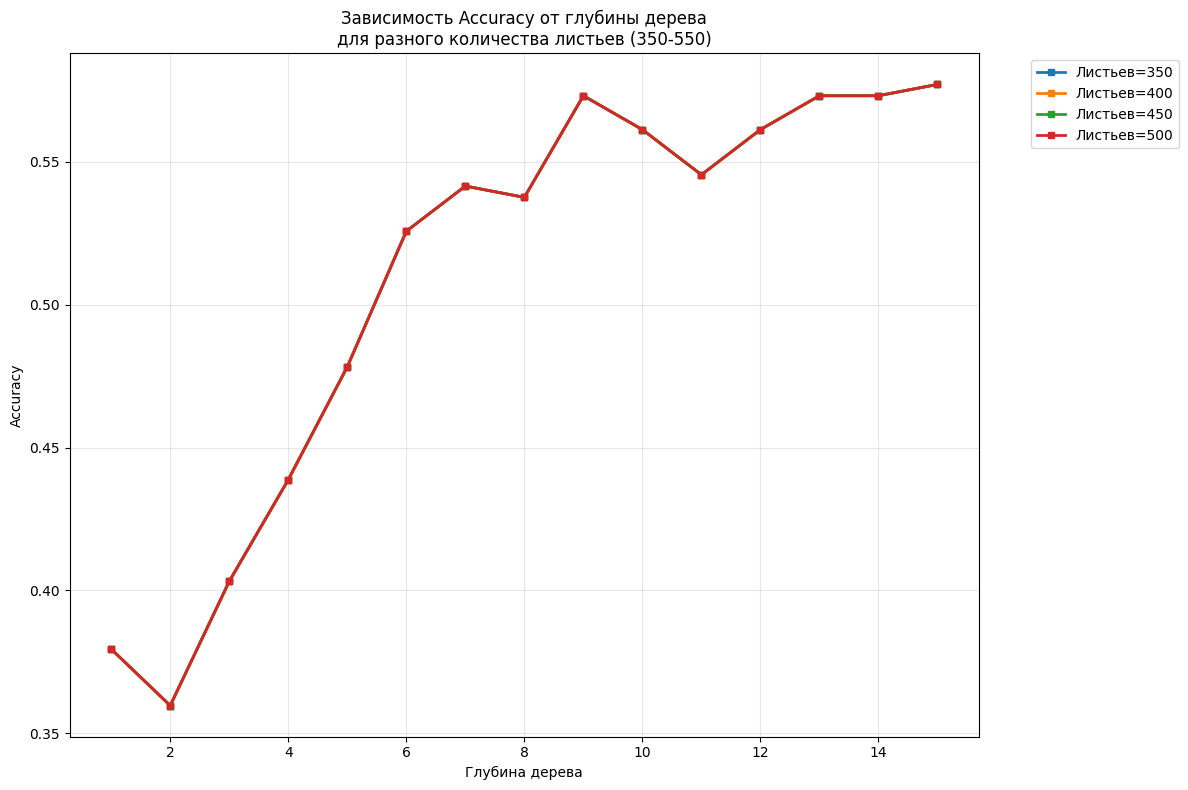 Зависимость Accuracy от глубины дерева
для разного количества листьев (350-550)
Листьев=350
Листьев=400
Листьев=450
Листьев=500
Accuracy
0.55
0.50
0.45
0.40
0.35
2 4 6 8 10 12 14
Глубина дерева